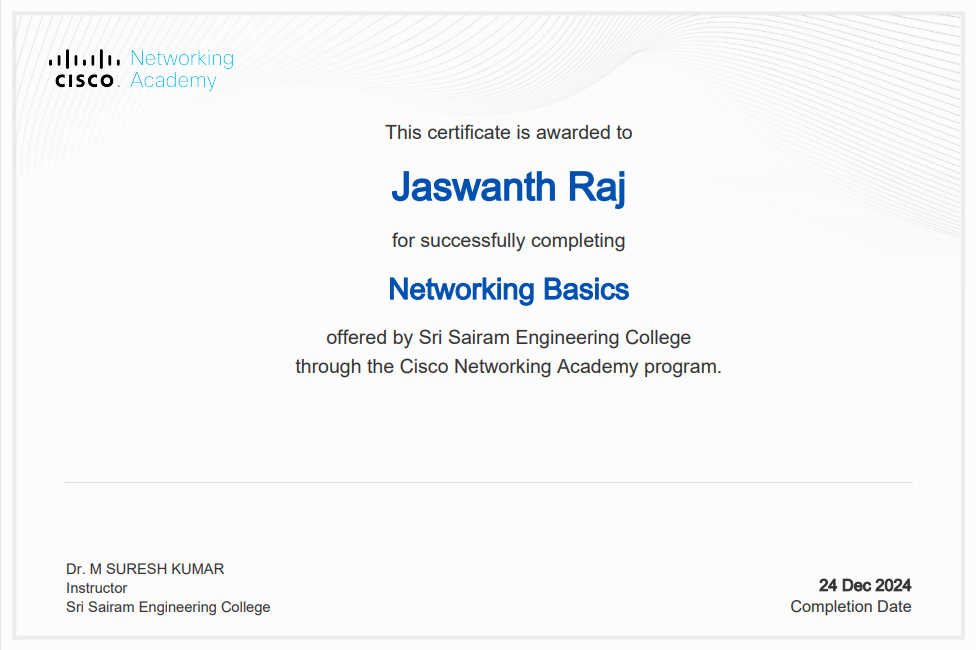 Networking
CISCO Academy
This certificate is awarded to
Jaswanth Raj
for successfully completing
Networking Basics
offered by Sri Sairam Engineering College
through the Cisco Networking Academy program.
Dr. M SURESH KUMAR
Instructor
Sri Sairam Engineering College
24 Dec 2024
Completion Date